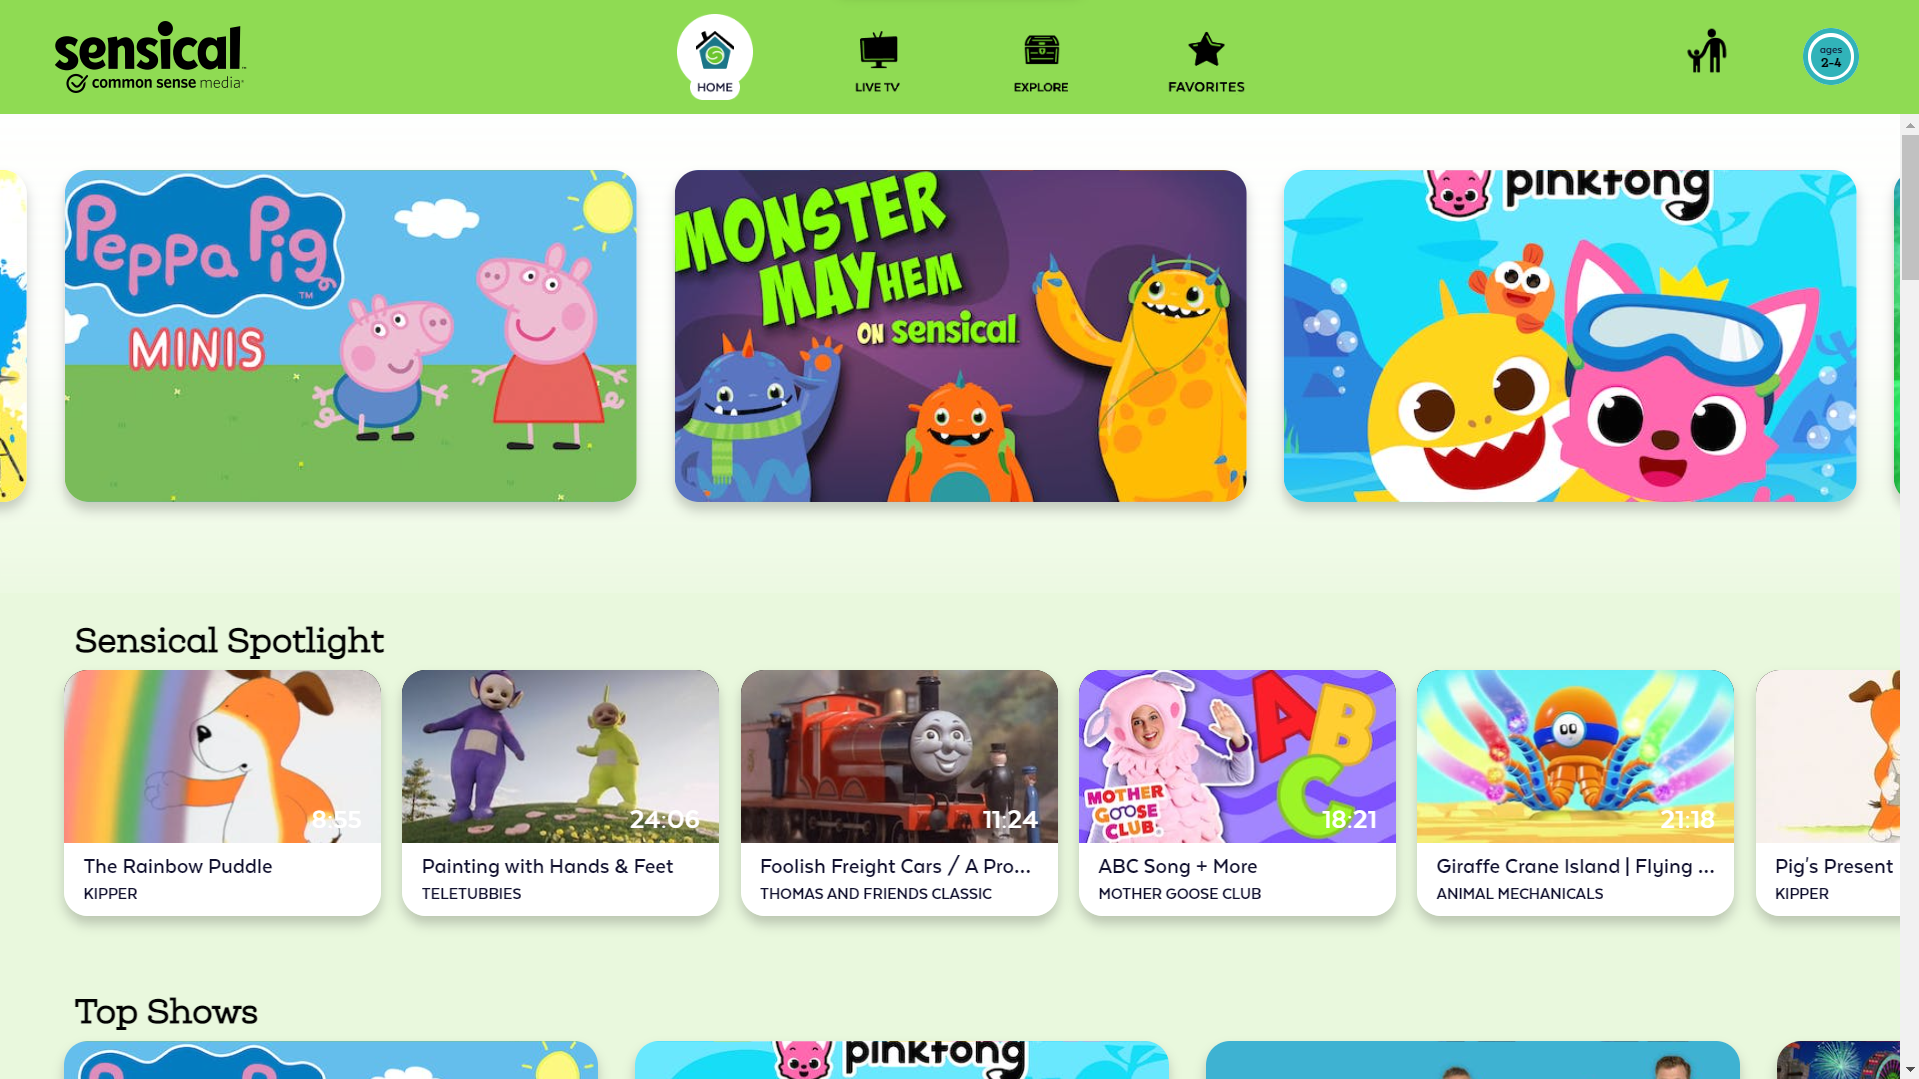 sensical
common sense media
HOME
LIVE TV
EXPLORE
FAVORITES
ages
2-4
Peppa Pig
TM
MINIS
MONSTER
MAYHEM
ON sensical
pinkfong
Sensical Spotlight
8:55
24:06
11:24
ABC
MOTHER
GOOSE
CLUB
18:21
21:18
The Rainbow Puddle
KIPPER
Painting with Hands & Feet
TELETUBBIES
Foolish Freight Cars / A Pro...
THOMAS AND FRIENDS CLASSIC
ABC Song + More
MOTHER GOOSE CLUB
Giraffe Crane Island | Flying ...
ANIMAL MECHANICALS
Pig's Present
KIPPER
Top Shows
pinkfong